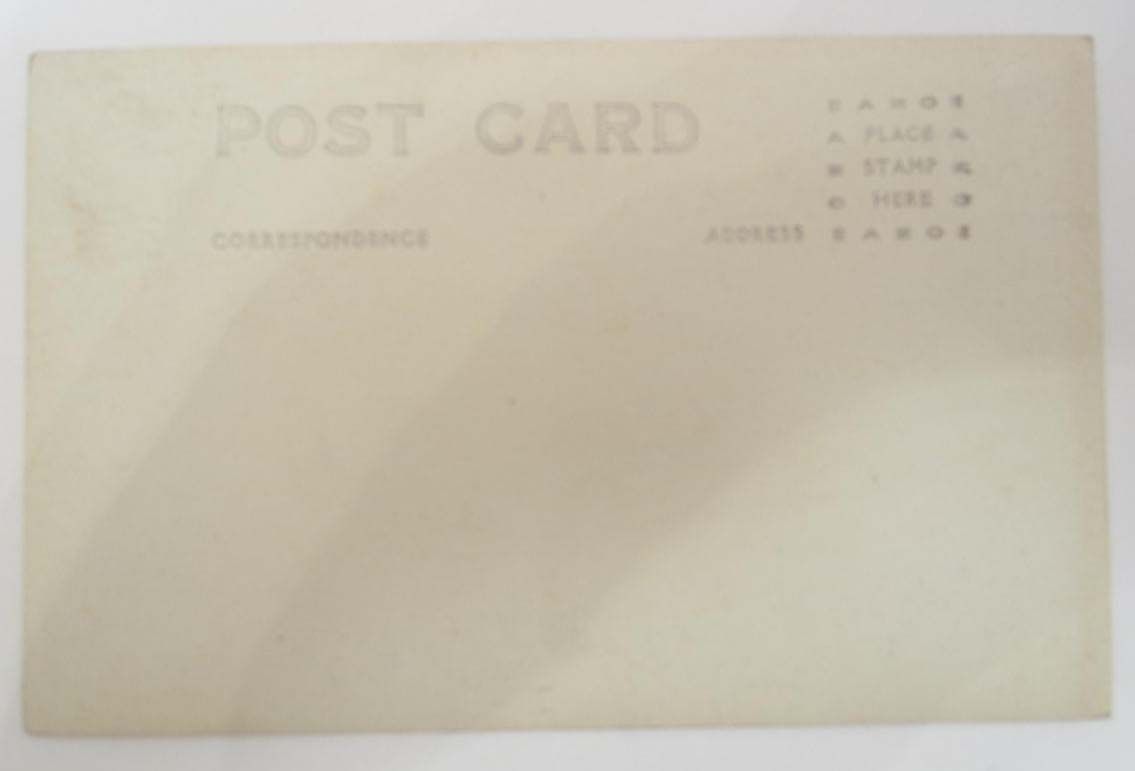 POST CARD
PLACE
STAMP
HERE
CORRESPONDENCE
ADDRESS